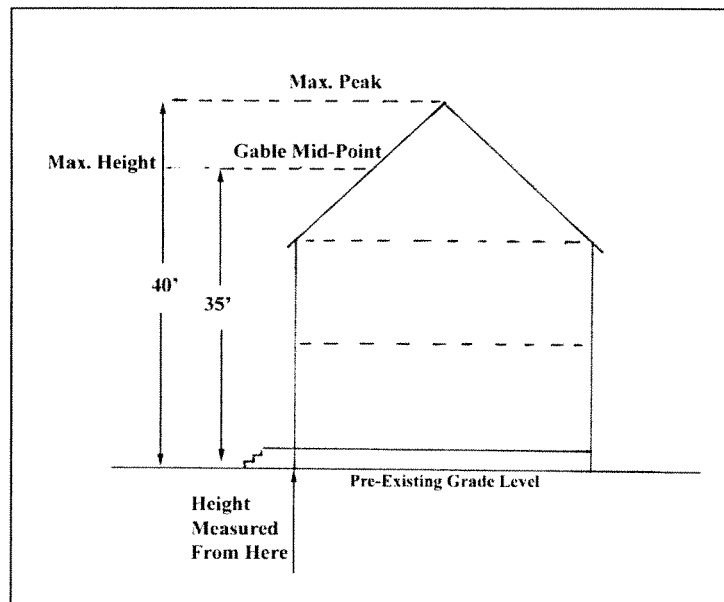 Max. Peak
Gable Mid-Point
Max. Height
40’
35’
Pre-Existing Grade Level
Height
Measured
From Here